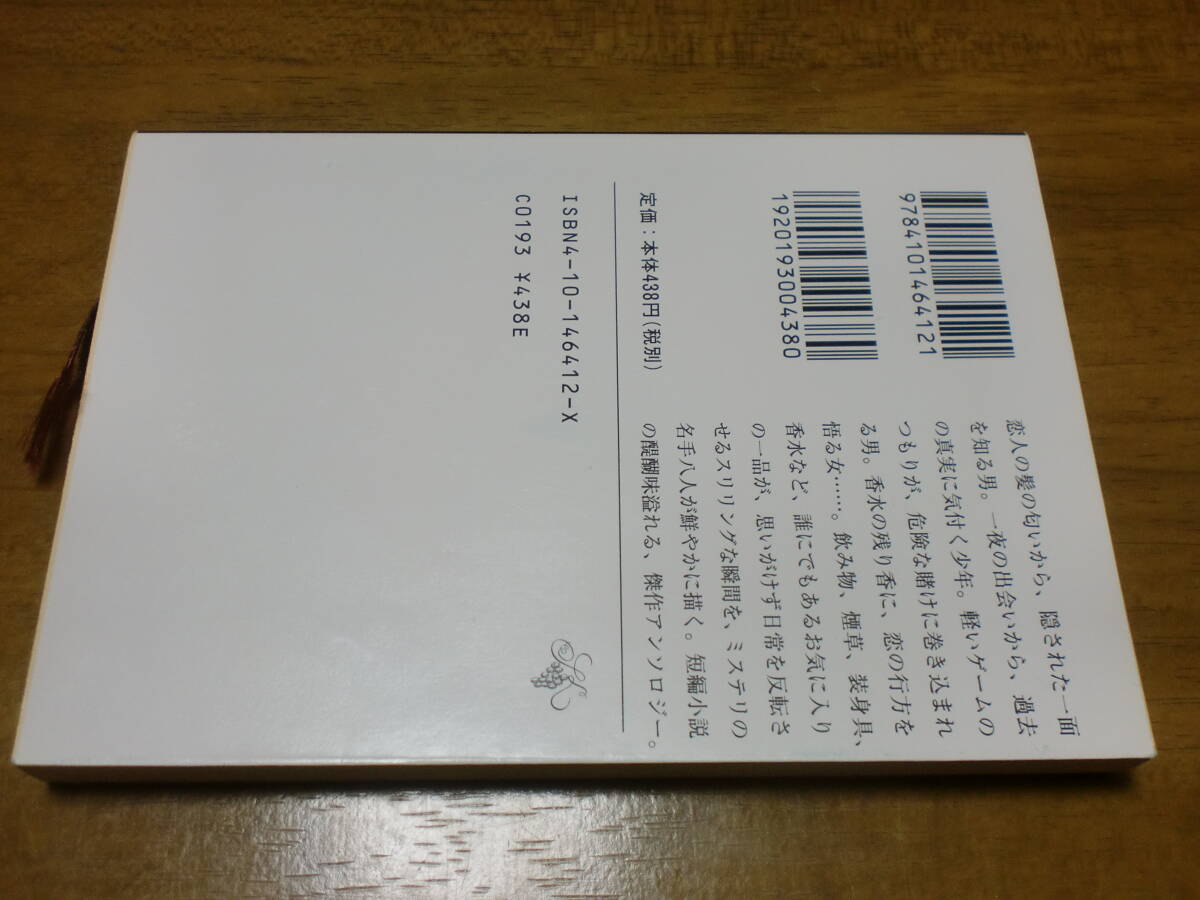 9784101464121
1920193004380
定価：本体438円(税別)
ISBN4-10-146412-X
C0193 ¥438E
恋人の髪の匂いから、隠された一面
を知る男。一夜の出会いから、過去
の真実に気付く少年。軽いゲームの
つもりが、危険な賭けに巻き込まれ
る男。香水の残り香に、恋の行方を
悟る女……。飲み物、煙草、装身具、
香水など、誰にでもあるお気に入り
の一品が、思いがけず日常を反転さ
せるスリリングな瞬間を、ミステリの
名手八人が鮮やかに描く。短編小説
の醍醐味溢れる、傑作アンソロジー。